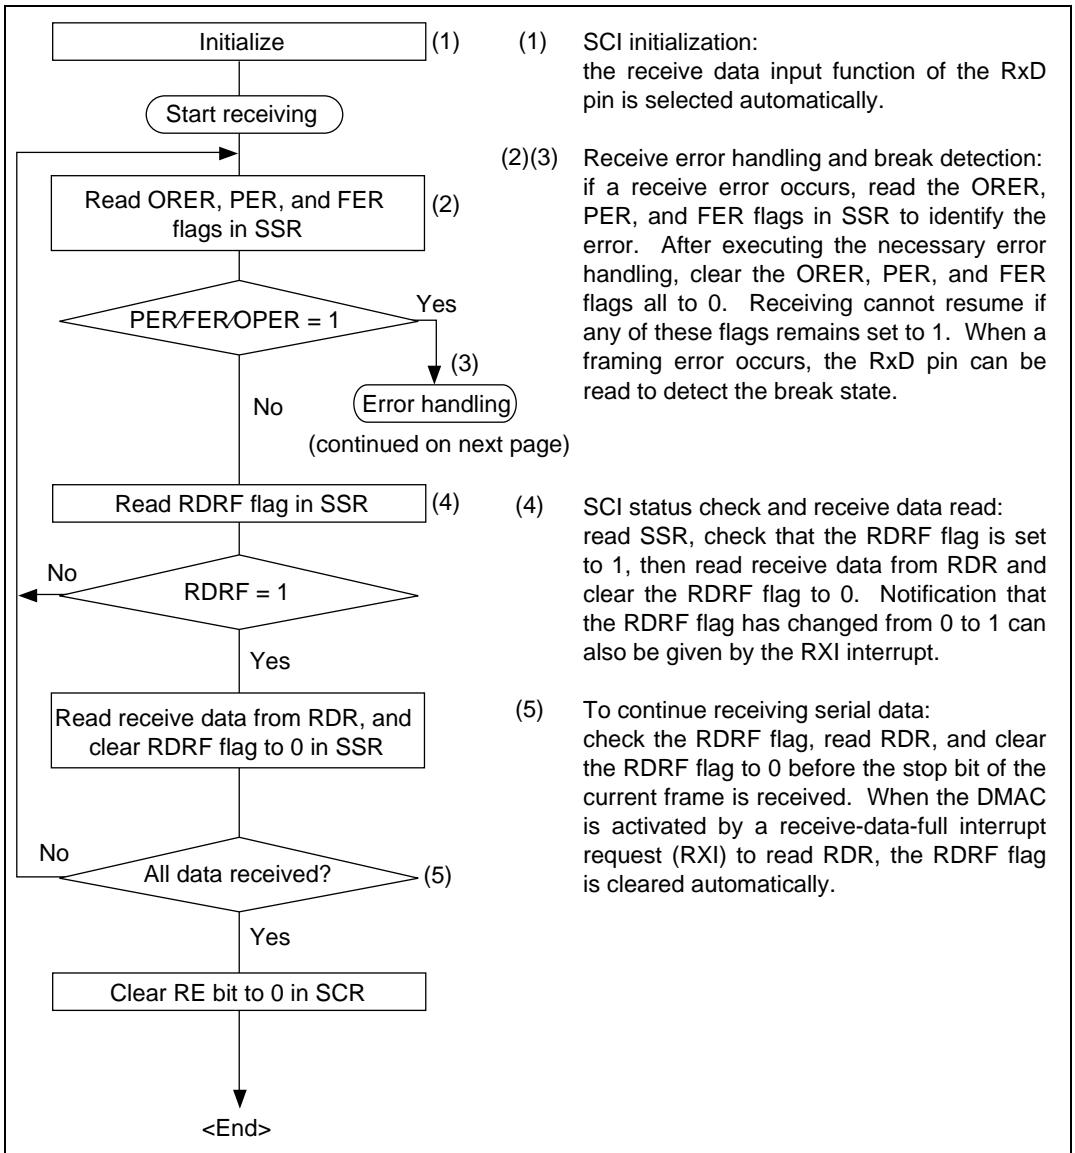 Initialize (1)
Start receiving
Read ORER, PER, and FER
flags in SSR
(2)
PER/FER/OPER = 1
Yes
(3)
Error handling
(continued on next page)
No
Read RDRF flag in SSR (4)
No
RDRF = 1
Yes
Read receive data from RDR, and
clear RDRF flag to 0 in SSR
No
All data received? (5)
Yes
Clear RE bit to 0 in SCR
<End>
(1) SCI initialization:
the receive data input function of the RxD
pin is selected automatically.
(2)(3) Receive error handling and break detection:
if a receive error occurs, read the ORER,
PER, and FER flags in SSR to identify the
error. After executing the necessary error
handling, clear the ORER, PER, and FER
flags all to 0. Receiving cannot resume if
any of these flags remains set to 1. When a
framing error occurs, the RxD pin can be
read to detect the break state.
(4) SCI status check and receive data read:
read SSR, check that the RDRF flag is set
to 1, then read receive data from RDR and
clear the RDRF flag to 0. Notification that
the RDRF flag has changed from 0 to 1 can
also be given by the RXI interrupt.
(5) To continue receiving serial data:
check the RDRF flag, read RDR, and clear
the RDRF flag to 0 before the stop bit of the
current frame is received. When the DMAC
is activated by a receive-data-full interrupt
request (RXI) to read RDR, the RDRF flag
is cleared automatically.